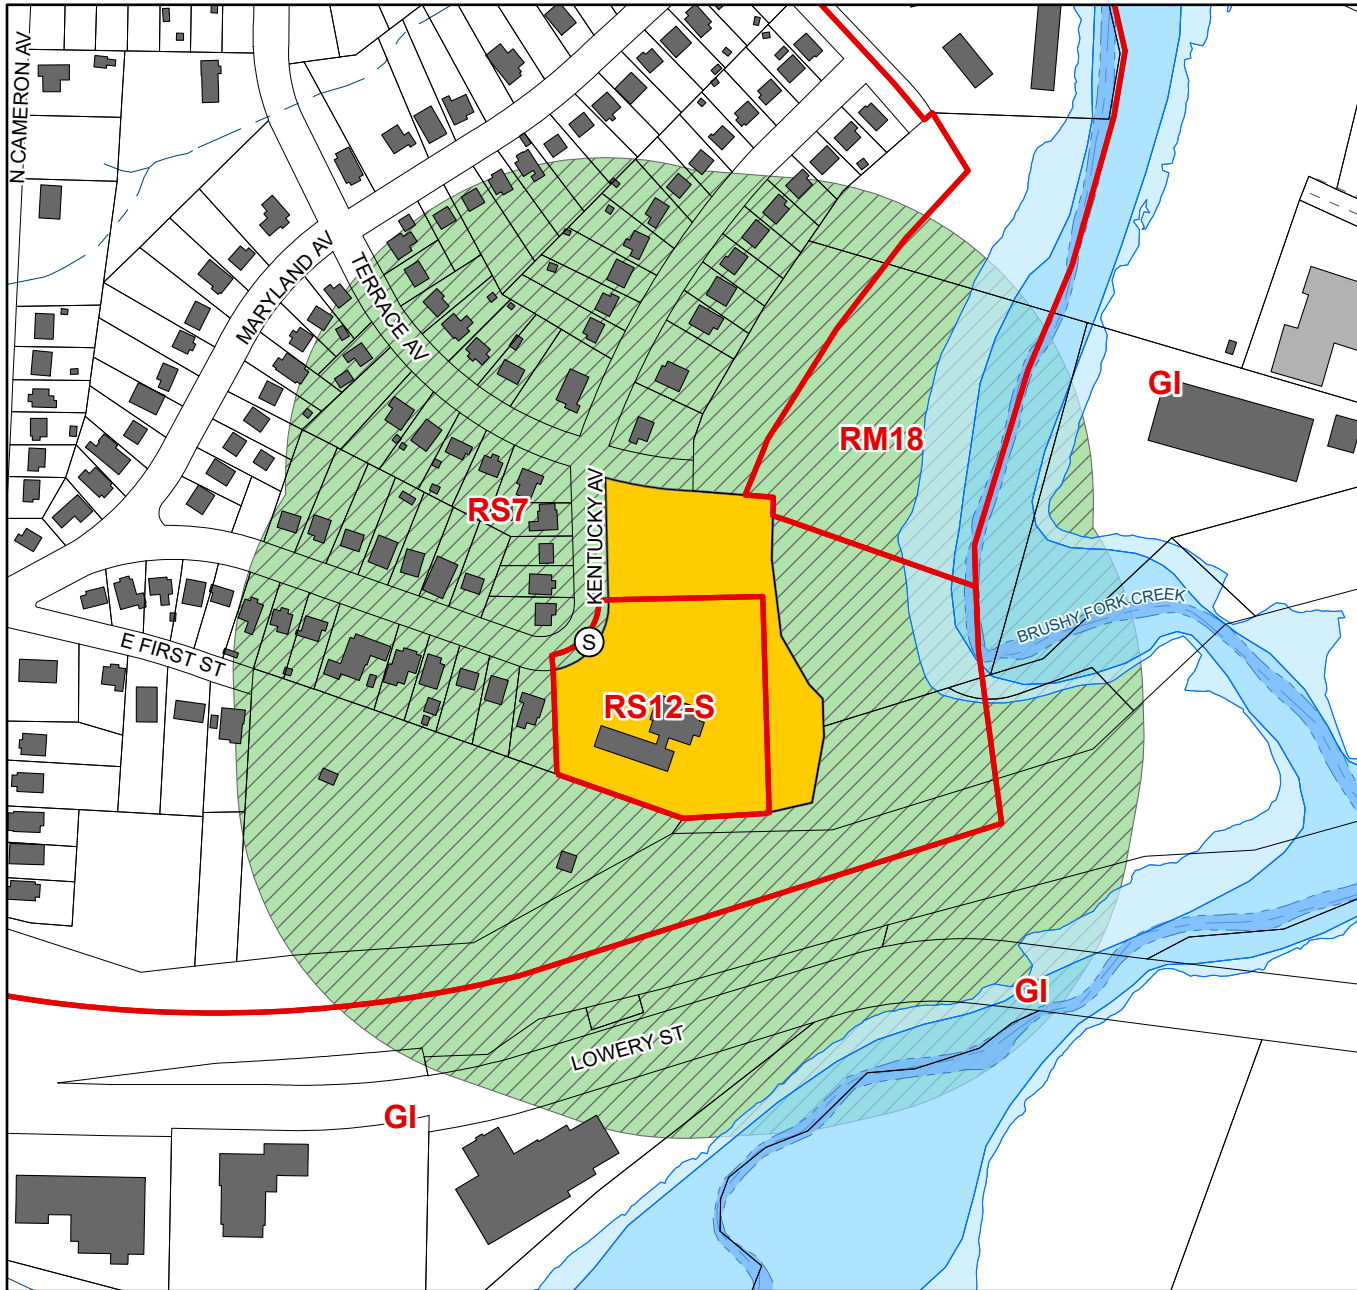 N.CAMERON AV
MARYLAND AV
TERRACE AV
GI
RM18
RS7
KENTUCKY AV
BRUSHY FORK CREEK
E FIRST ST
S
RS12-S
GI
LOWERY ST
GI